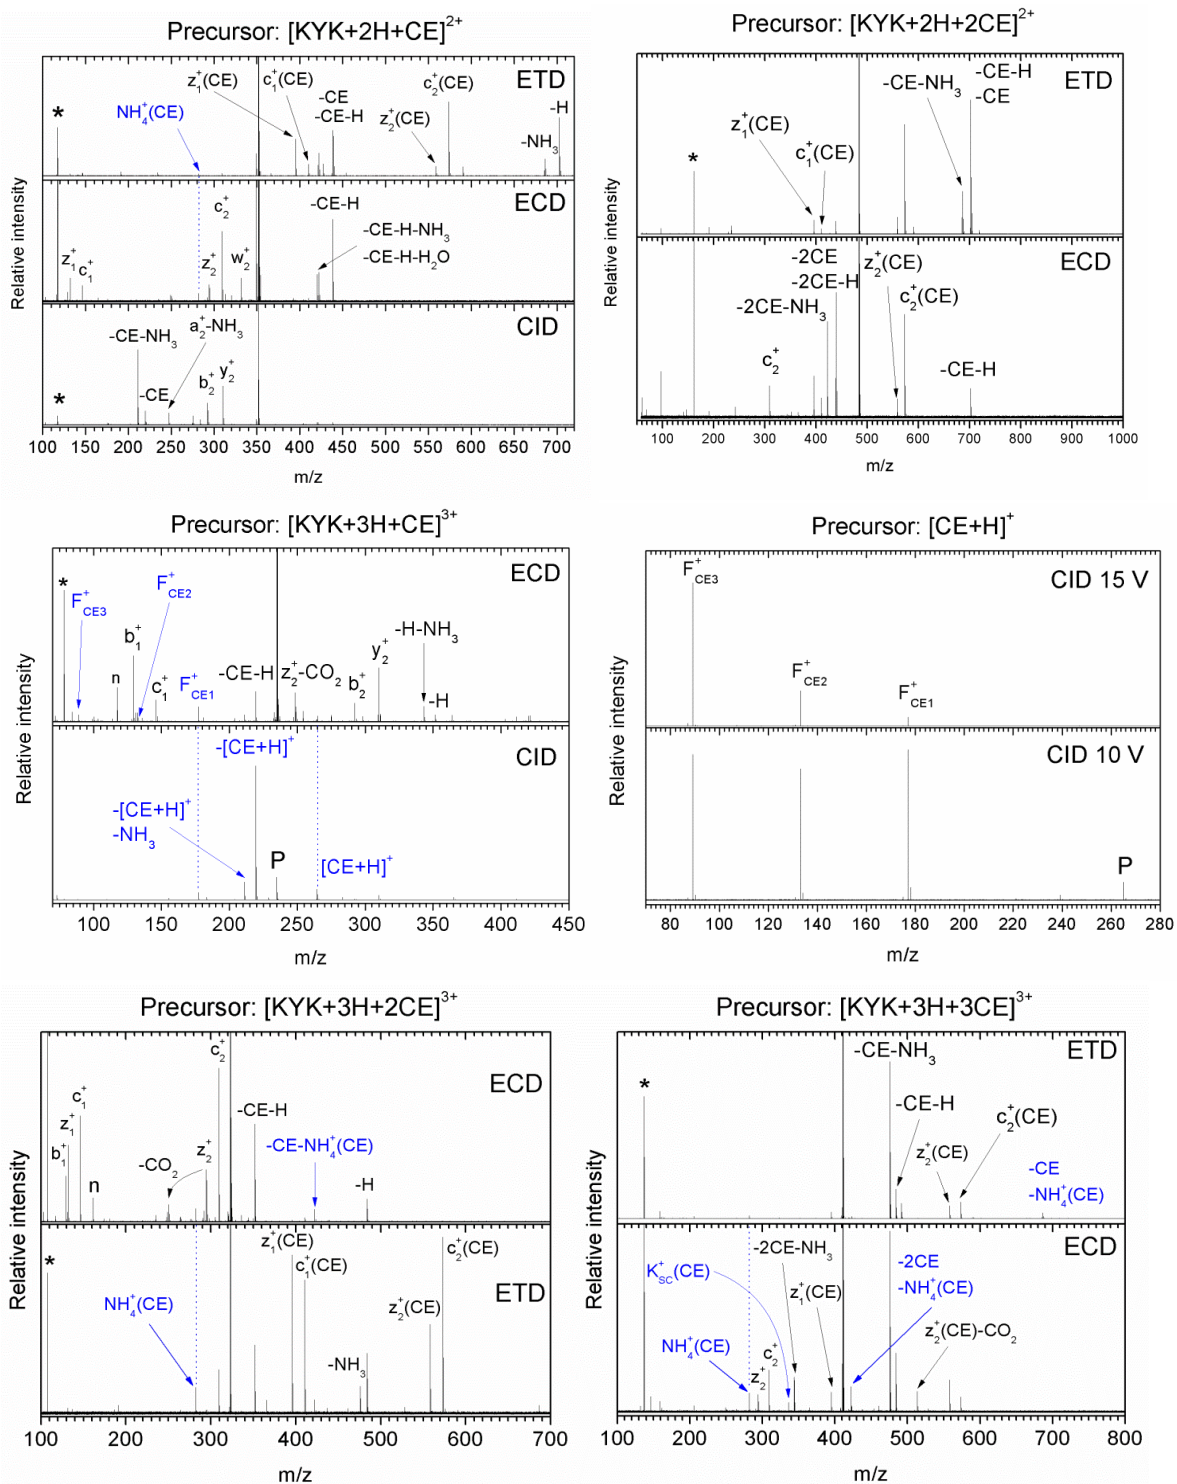 Precursor: [KYK+2H+CE]²⁺
ETD
z₁⁺(CE)
c₁⁺(CE)
c₂⁺(CE)
-CE
-CE-H
NH₄⁺(CE)
z₂⁺(CE)
-H
-NH₃
*
ECD
-CE-H
c₂⁺
-CE-H-NH₃
-CE-H-H₂O
z₁⁺
c₁⁺
z₂⁺
w₂⁺
CID
a₂⁺-NH₃
-CE-NH₃
-CE
b₂⁺
y₂⁺
*
Relative intensity
Relative intensity
100 150 200 250 300 350 400 450 500 550 600 650 700
m/z
Precursor: [KYK+2H+2CE]²⁺
ETD
-CE-H
-CE
-CE-NH₃
z₁⁺(CE)
c₁⁺(CE)
*
ECD
-2CE
-2CE-H
z₂⁺(CE)
c₂⁺(CE)
-2CE-NH₃
c₂⁺
-CE-H
Relative intensity
Relative intensity
100 200 300 400 500 600 700 800 900 1000
m/z
Precursor: [KYK+3H+CE]³⁺
ECD
*
F⁺CE3
F⁺CE2
b₁⁺
n
c₁⁺
F⁺CE1
-CE-H
z₂⁺-CO₂
b₂⁺
y₂⁺
-H-NH₃
-H
CID
-[CE+H]⁺
-[CE+H]⁺
-NH₃
P
[CE+H]⁺
Relative intensity
100 150 200 250 300 350 400 450
m/z
Precursor: [CE+H]⁺
CID 15 V
F⁺CE3
F⁺CE2
F⁺CE1
CID 10 V
P
Relative intensity
80 100 120 140 160 180 200 220 240 260 280
m/z
Precursor: [KYK+3H+2CE]³⁺
ECD
c₂⁺
c₁⁺
z₁⁺
b₁⁺
n
-CO₂
z₂⁺
-CE-H
-CE-NH₄⁺(CE)
-H
ETD
*
z₁⁺(CE)
c₁⁺(CE)
c₂⁺(CE)
NH₄⁺(CE)
z₂⁺(CE)
-NH₃
Relative intensity
Relative intensity
100 200 300 400 500 600 700
m/z
Precursor: [KYK+3H+3CE]³⁺
ETD
*
-CE-NH₃
-CE-H
c₂⁺(CE)
z₂⁺(CE)
-CE
-NH₄⁺(CE)
ECD
-2CE-NH₃
K⁺SC(CE)
z₁⁺(CE)
-2CE
-NH₄⁺(CE)
NH₄⁺(CE)
c₂⁺
z₂⁺
z₂⁺(CE)-CO₂
Relative intensity
Relative intensity
100 200 300 400 500 600 700 800
m/z